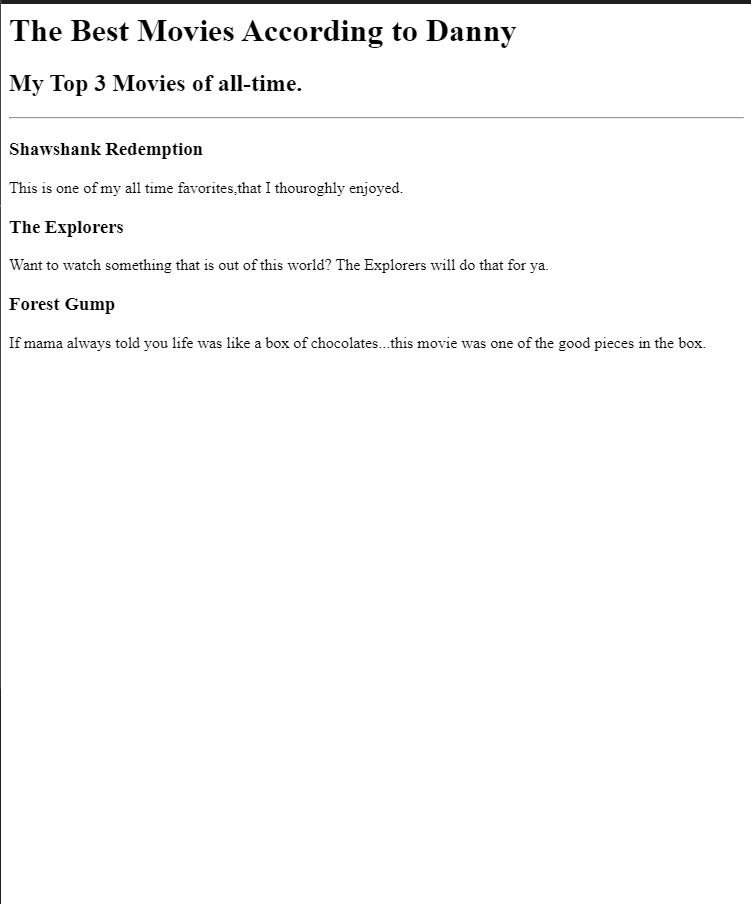 The Best Movies According to Danny
My Top 3 Movies of all-time.
Shawshank Redemption
This is one of my all time favorites,that I thouroghly enjoyed.
The Explorers
Want to watch something that is out of this world? The Explorers will do that for ya.
Forest Gump
If mama always told you life was like a box of chocolates...this movie was one of the good pieces in the box.